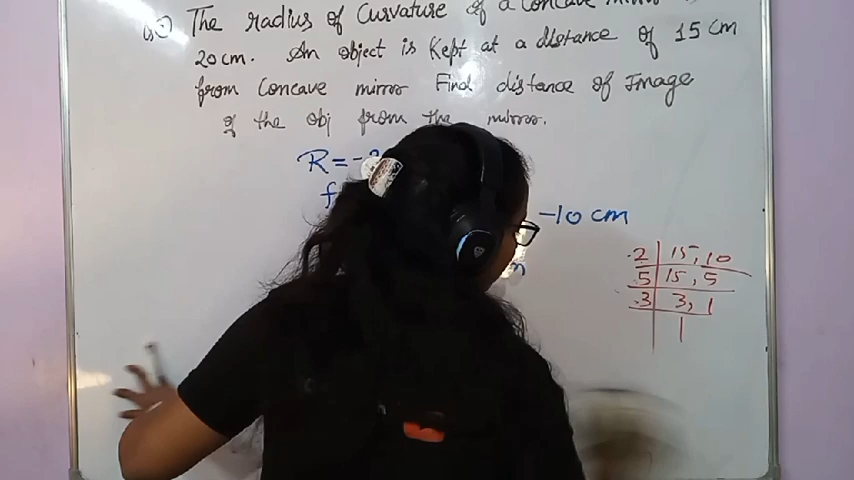 Q. ① The radius of Curvature of a concave mirror is
20 cm. An object is kept at a distance of 15 cm
from Concave mirror Find distance of Image
of the obj from the mirror.
R = -2
f
-10 cm
2 | 15, 10
5 | 15, 5
3 | 3, 1
1